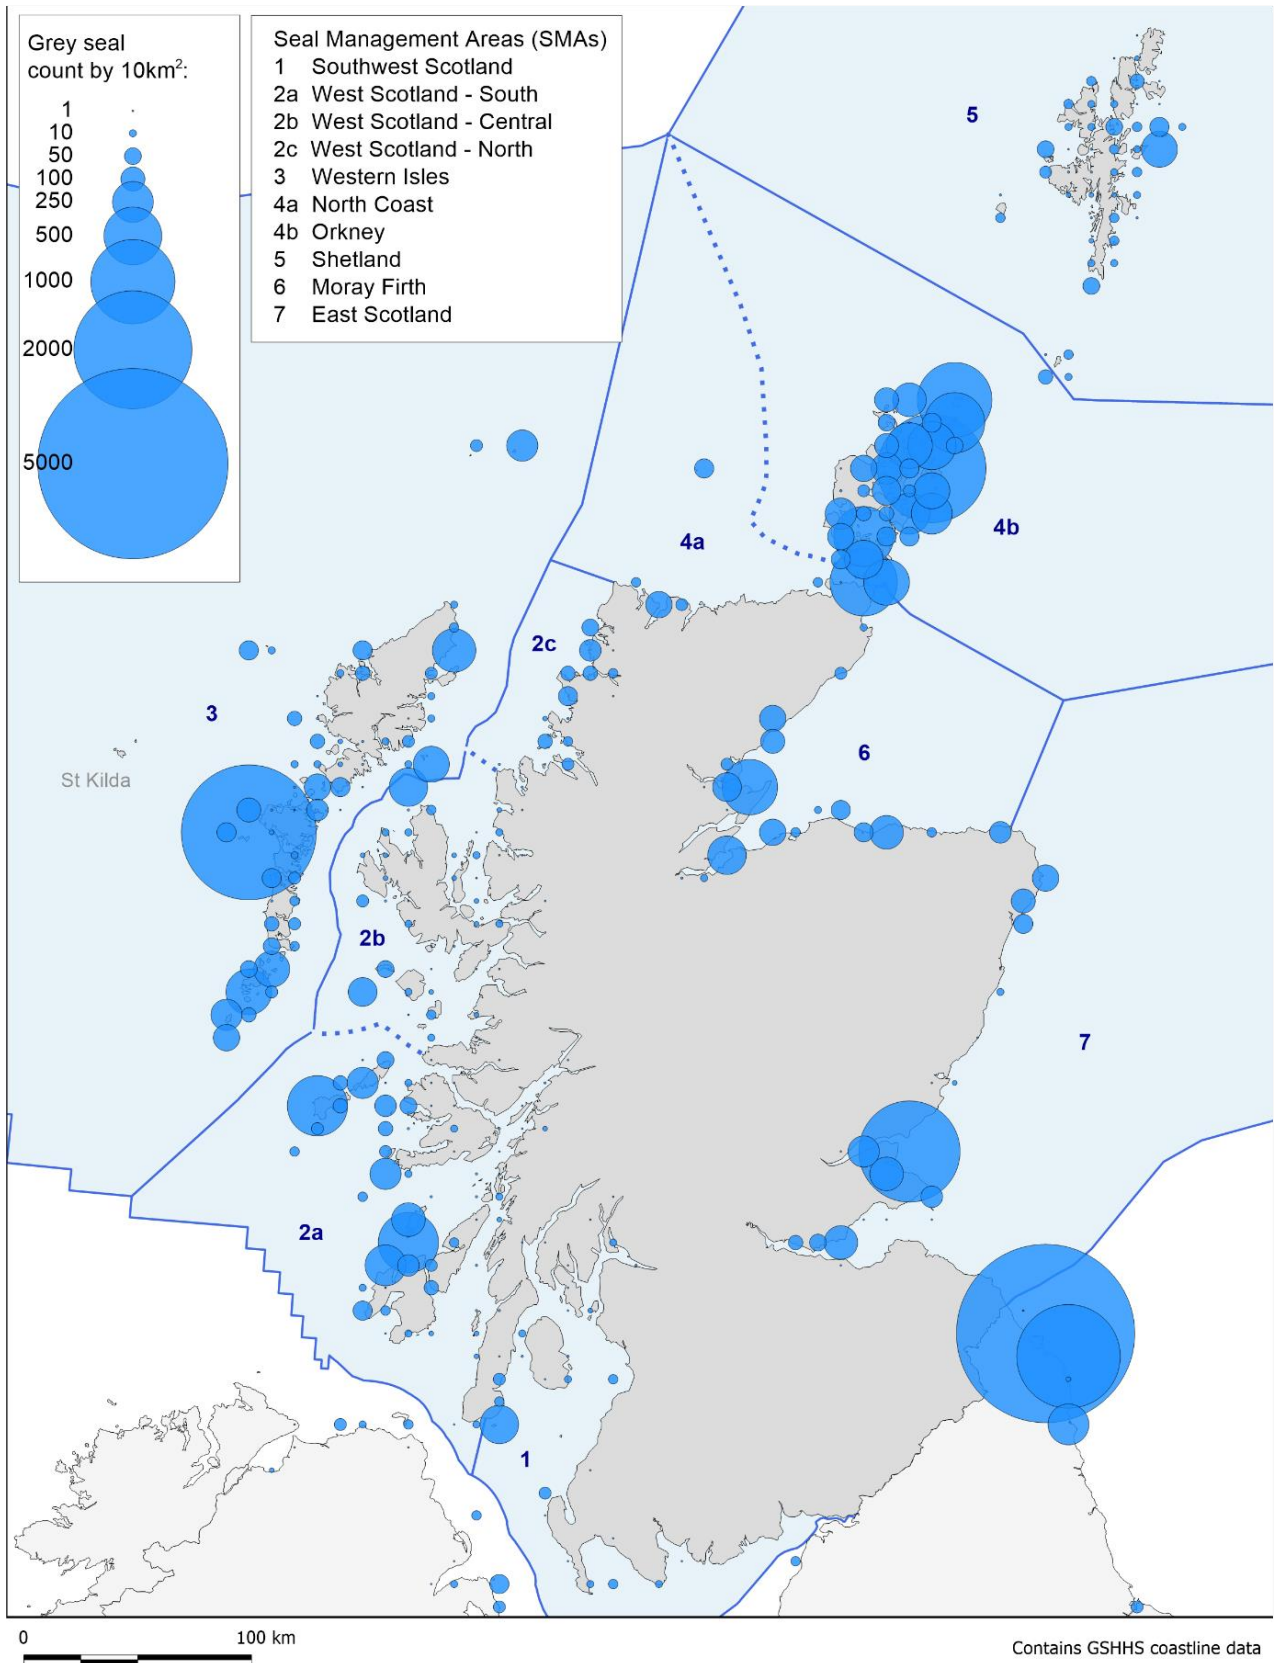 Grey seal
count by 10km²:
1
10
50
100
250
500
1000
2000
5000
Seal Management Areas (SMAs)
1 Southwest Scotland
2a West Scotland - South
2b West Scotland - Central
2c West Scotland - North
3 Western Isles
4a North Coast
4b Orkney
5 Shetland
6 Moray Firth
7 East Scotland
5
4b
4a
2c
3
6
St Kilda
2b
7
2a
1
0 100 km
Contains GSHHS coastline data